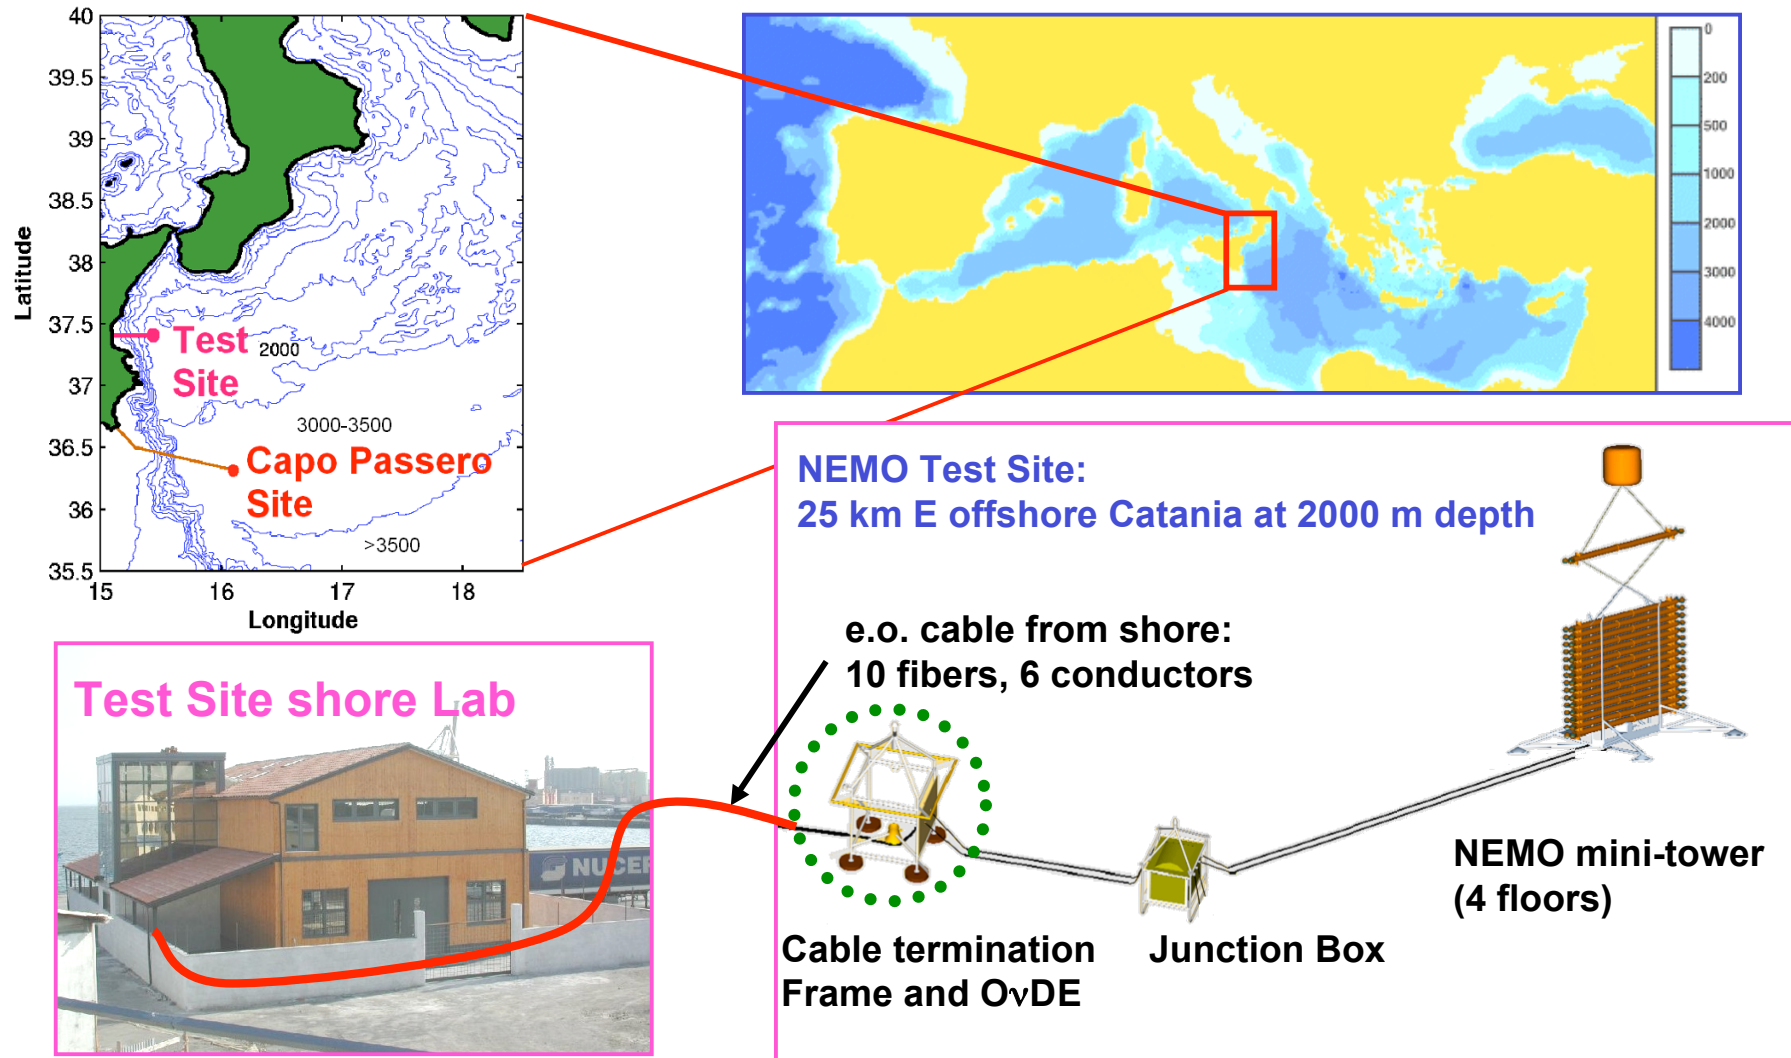 40
39.5
39
38.5
38
37.5
37
36.5
36
35.5
15
16
17
18
Latitude
Longitude
Test
Site
2000
3000-3500
Capo Passero
Site
>3500
0
200
500
1000
2000
3000
4000
NEMO Test Site:
25 km E offshore Catania at 2000 m depth
e.o. cable from shore:
10 fibers, 6 conductors
Test Site shore Lab
NUCER
NEMO mini-tower
(4 floors)
Cable termination
Frame and OνDE
Junction Box